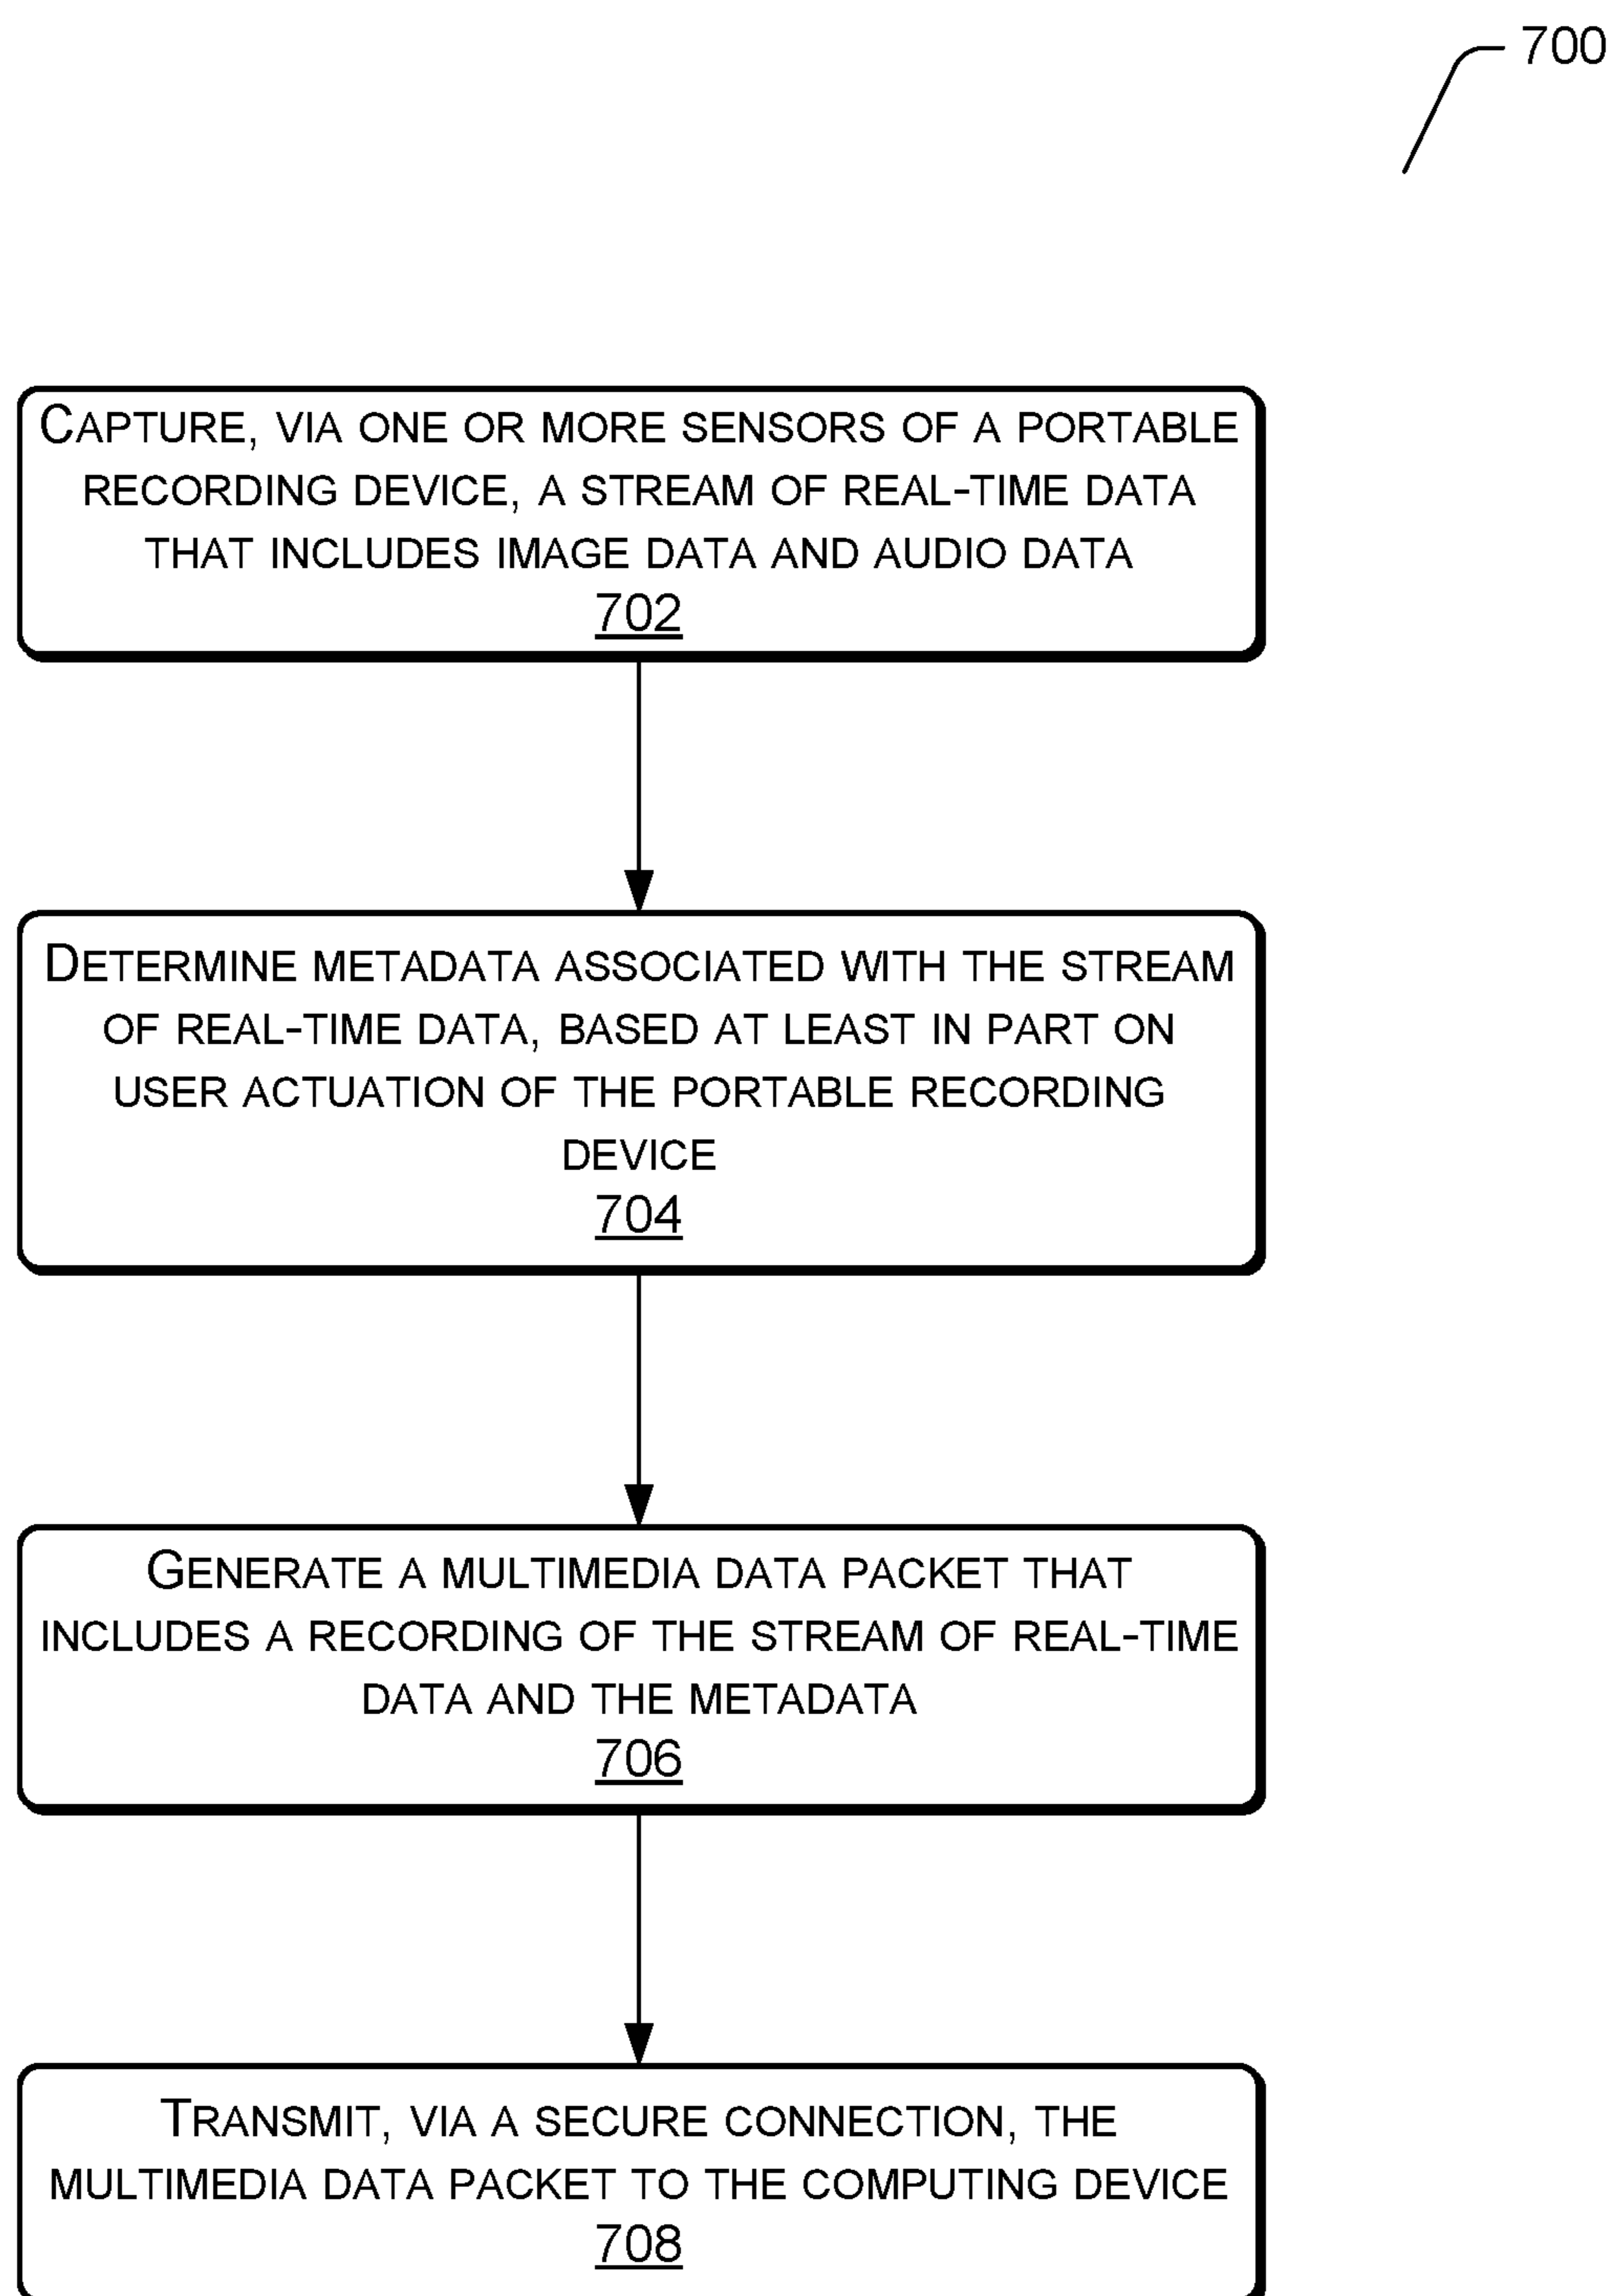 700
CAPTURE, VIA ONE OR MORE SENSORS OF A PORTABLE
RECORDING DEVICE, A STREAM OF REAL-TIME DATA
THAT INCLUDES IMAGE DATA AND AUDIO DATA
702
DETERMINE METADATA ASSOCIATED WITH THE STREAM
OF REAL-TIME DATA, BASED AT LEAST IN PART ON
USER ACTUATION OF THE PORTABLE RECORDING
DEVICE
704
GENERATE A MULTIMEDIA DATA PACKET THAT
INCLUDES A RECORDING OF THE STREAM OF REAL-TIME
DATA AND THE METADATA
706
TRANSMIT, VIA A SECURE CONNECTION, THE
MULTIMEDIA DATA PACKET TO THE COMPUTING DEVICE
708